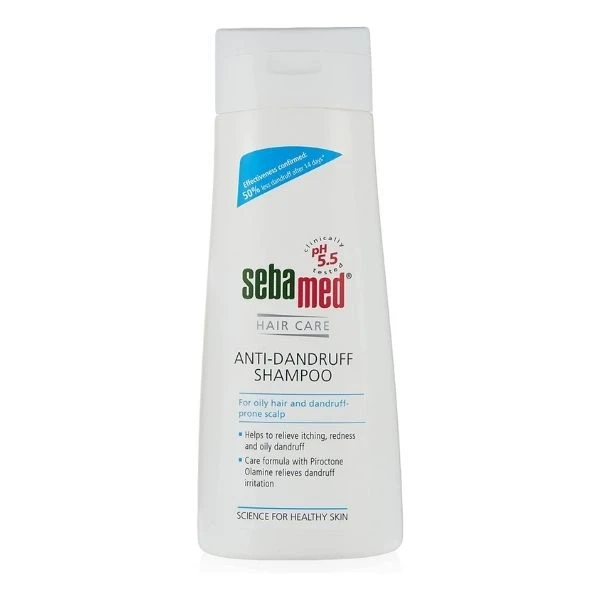 Effectiveness confirmed:
50% less dandruff after 14 days*
clinically
pH
5.5
tested
sebamed®
HAIR CARE
ANTI-DANDRUFF
SHAMPOO
For oily hair and dandruff-
prone scalp
▪ Helps to relieve itching, redness
and oily dandruff
▪ Care formula with Piroctone
Olamine relieves dandruff
irritation
SCIENCE FOR HEALTHY SKIN